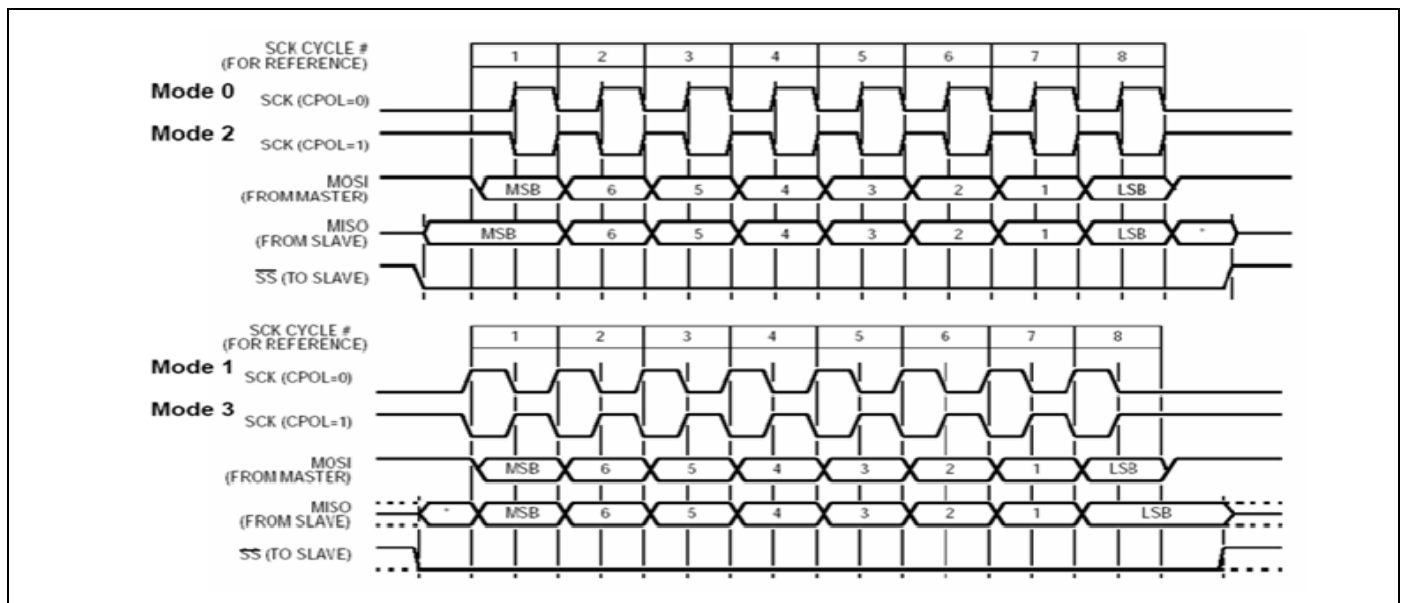 SCK CYCLE #
(FOR REFERENCE)
1 2 3 4 5 6 7 8
Mode 0 SCK (CPOL=0)
Mode 2 SCK (CPOL=1)
MOSI
(FROM MASTER)
MSB 6 5 4 3 2 1 LSB
MISO
(FROM SLAVE)
MSB 6 5 4 3 2 1 LSB *
SS (TO SLAVE)
SCK CYCLE #
(FOR REFERENCE)
1 2 3 4 5 6 7 8
Mode 1 SCK (CPOL=0)
Mode 3 SCK (CPOL=1)
MOSI
(FROM MASTER)
MSB 6 5 4 3 2 1 LSB
MISO
(FROM SLAVE)
* MSB 6 5 4 3 2 1 LSB
SS (TO SLAVE)